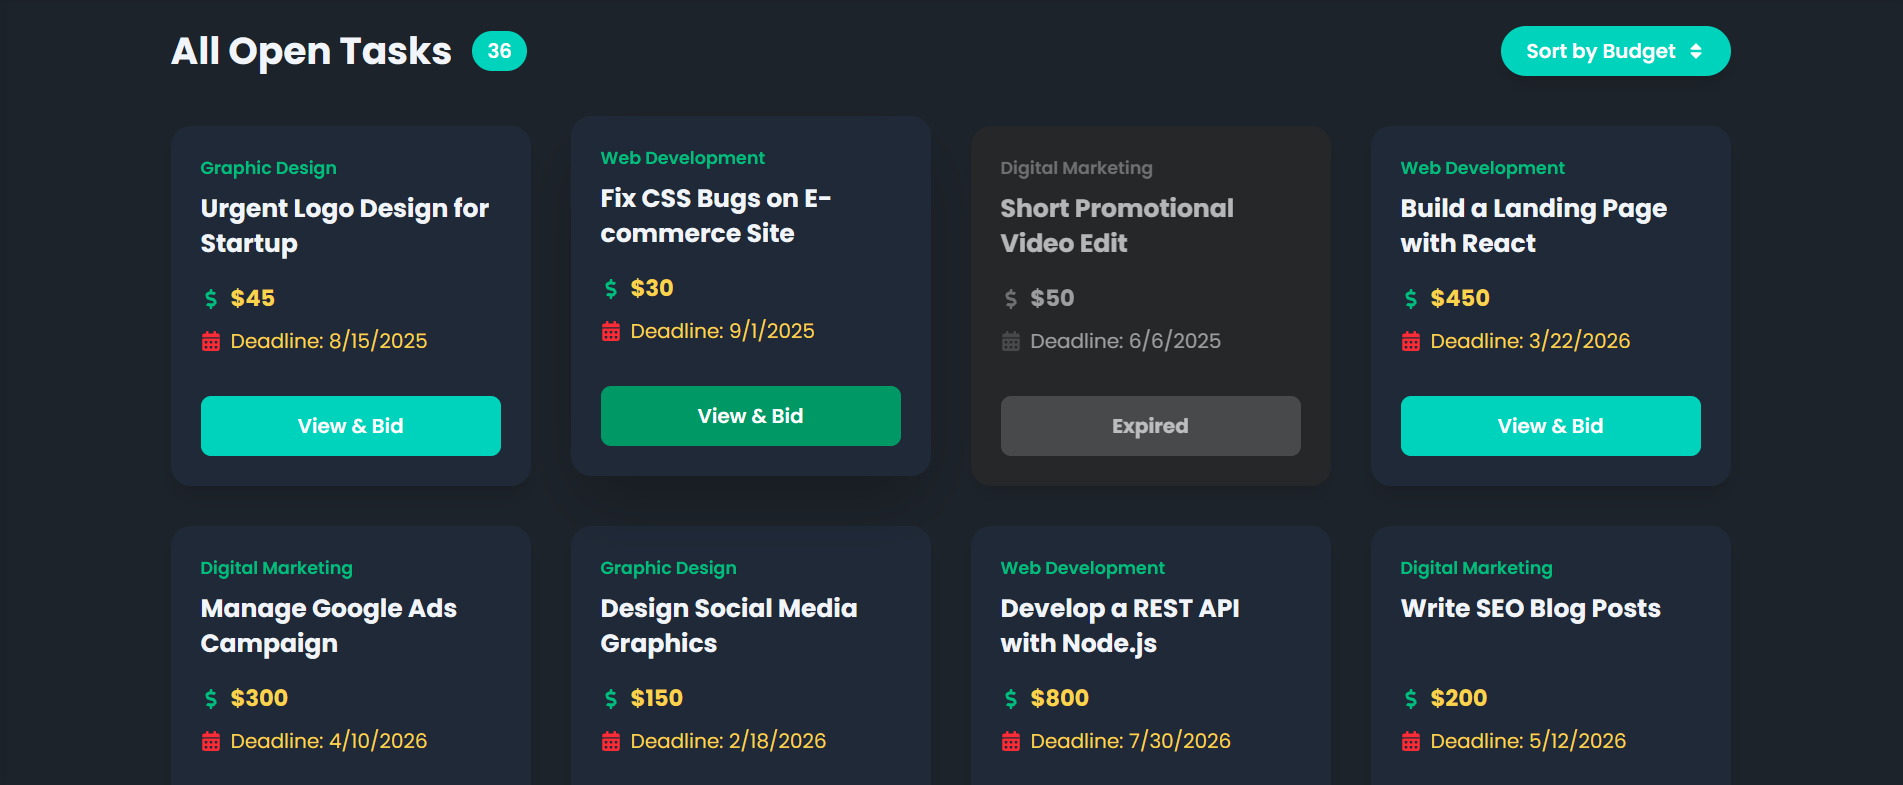 All Open Tasks 36
Sort by Budget
Graphic Design
Urgent Logo Design for
Startup
$ $45
Deadline: 8/15/2025
View & Bid
Web Development
Fix CSS Bugs on E-
commerce Site
$ $30
Deadline: 9/1/2025
View & Bid
Digital Marketing
Short Promotional
Video Edit
$ $50
Deadline: 6/6/2025
Expired
Web Development
Build a Landing Page
with React
$ $450
Deadline: 3/22/2026
View & Bid
Digital Marketing
Manage Google Ads
Campaign
$ $300
Deadline: 4/10/2026
Graphic Design
Design Social Media
Graphics
$ $150
Deadline: 2/18/2026
Web Development
Develop a REST API
with Node.js
$ $800
Deadline: 7/30/2026
Digital Marketing
Write SEO Blog Posts
$ $200
Deadline: 5/12/2026